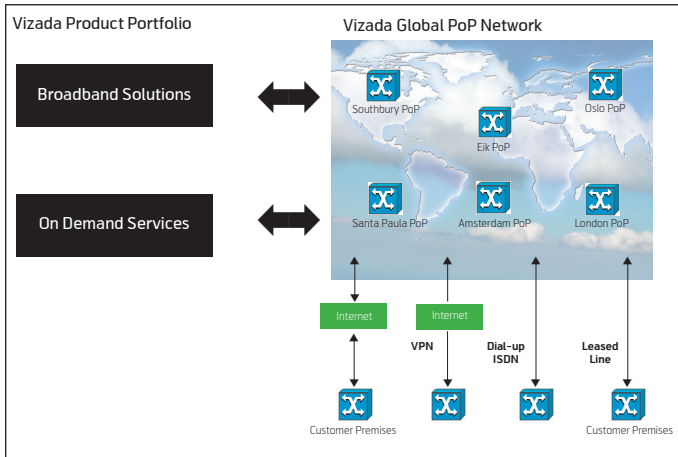 Vizada Product Portfolio
Vizada Global PoP Network
Broadband Solutions
Southbury PoP
Oslo PoP
Eik PoP
On Demand Services
Santa Paula PoP
Amsterdam PoP
London PoP
Internet
Internet
VPN
Dial-up
ISDN
Leased
Line
Customer Premises
Customer Premises